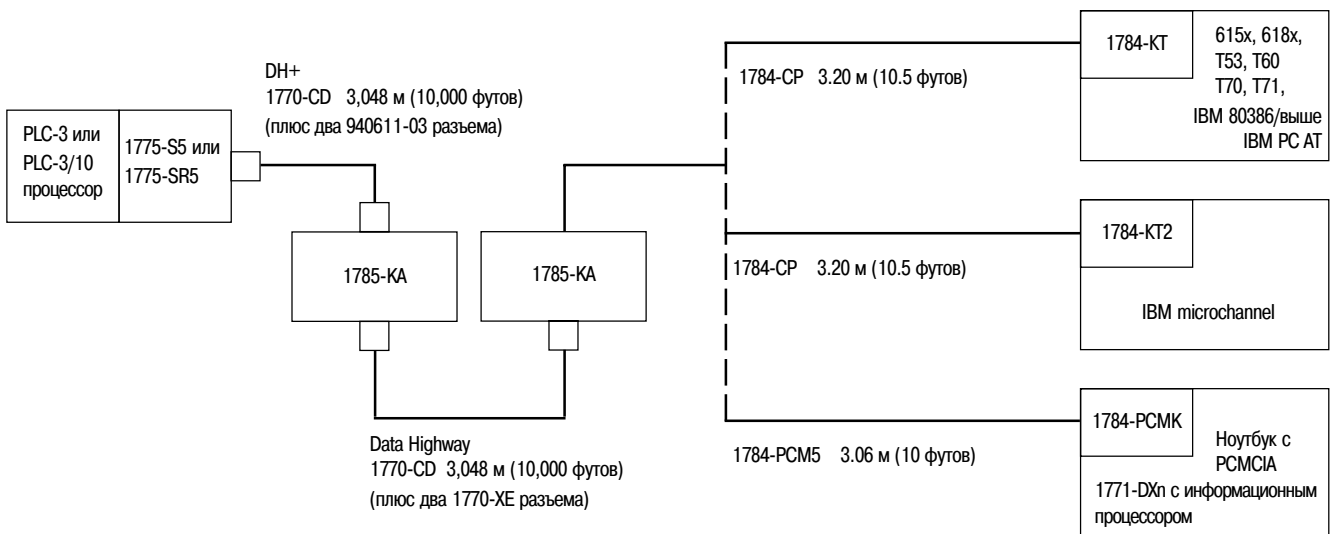 DH+
1770-CD 3,048 м (10,000 футов)
(плюс два 940611-03 разъема)
PLC-3 или
PLC-3/10
процессор
1775-S5 или
1775-SR5
1785-KA
1785-KA
Data Highway
1770-CD 3,048 м (10,000 футов)
(плюс два 1770-XE разъема)
1784-CP 3.20 м (10.5 футов)
1784-KT
615x, 618x,
T53, T60
T70, T71,
IBM 80386/выше
IBM PC AT
1784-CP 3.20 м (10.5 футов)
1784-KT2
IBM microchannel
1784-PCM5 3.06 м (10 футов)
1784-PCMK
Ноутбук с
PCMCIA
1771-DXn с информационным
процессором